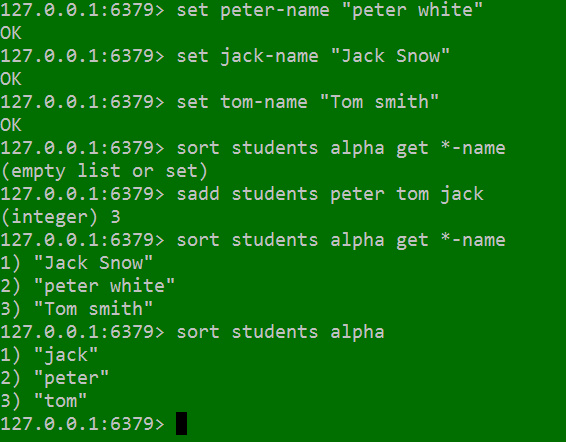 127.0.0.1:6379> set peter-name "peter white"
OK
127.0.0.1:6379> set jack-name "Jack Snow"
OK
127.0.0.1:6379> set tom-name "Tom smith"
OK
127.0.0.1:6379> sort students alpha get *-name
(empty list or set)
127.0.0.1:6379> sadd students peter tom jack
(integer) 3
127.0.0.1:6379> sort students alpha get *-name
1) "Jack Snow"
2) "peter white"
3) "Tom smith"
127.0.0.1:6379> sort students alpha
1) "jack"
2) "peter"
3) "tom"
127.0.0.1:6379>